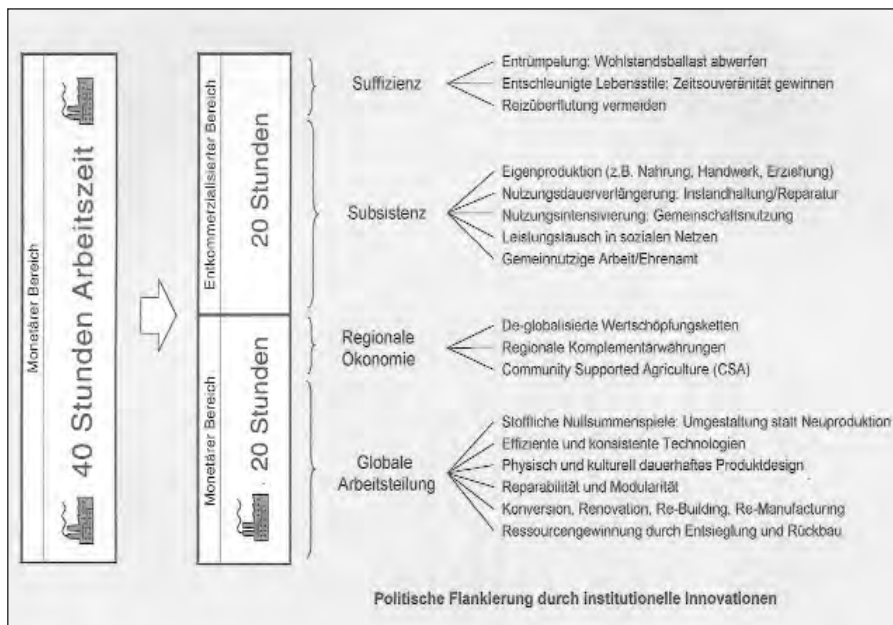 Monetärer Bereich
40 Stunden Arbeitszeit
Entkommerzialisierter Bereich
20 Stunden
Monetärer Bereich
20 Stunden
Suffizienz
Entrümpelung: Wohlstandsballast abwerfen
Entschleunigte Lebensstile: Zeitsouveränität gewinnen
Reizüberflutung vermeiden
Subsistenz
Eigenproduktion (z.B. Nahrung, Handwerk, Erziehung)
Nutzungsdauerverlängerung: Instandhaltung/Reparatur
Nutzungsintensivierung: Gemeinschaftsnutzung
Leistungstausch in sozialen Netzen
Gemeinnutzige Arbeit/Ehrenamt
Regionale
Ökonomie
De-globalisierte Wertschöpfungsketten
Regionale Komplementärwährungen
Community Supported Agriculture (CSA)
Globale
Arbeitsteilung
Stoffliche Nullsummenspiele: Umgestaltung statt Neuproduktion
Effiziente und konsistente Technologien
Physisch und kulturell dauerhaftes Produktdesign
Reparabilität und Modularität
Konversion, Renovation, Re-Building, Re-Manufacturing
Ressourcengewinnung durch Entsieglung und Rückbau
Politische Flankierung durch institutionelle Innovationen